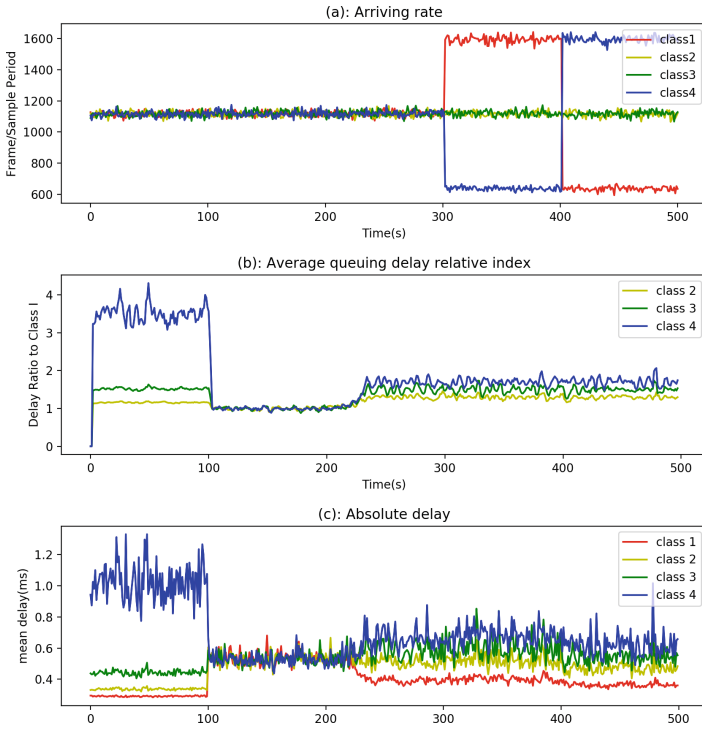 (a): Arriving rate
Frame/Sample Period
1600
1400
1200
1000
800
600
class1
class2
class3
class4
0 100 200 300 400 500
Time(s)
(b): Average queuing delay relative index
Delay Ratio to Class I
4
3
2
1
0
class 2
class 3
class 4
0 100 200 300 400 500
Time(s)
(c): Absolute delay
mean delay(ms)
1.2
1.0
0.8
0.6
0.4
class 1
class 2
class 3
class 4
0 100 200 300 400 500